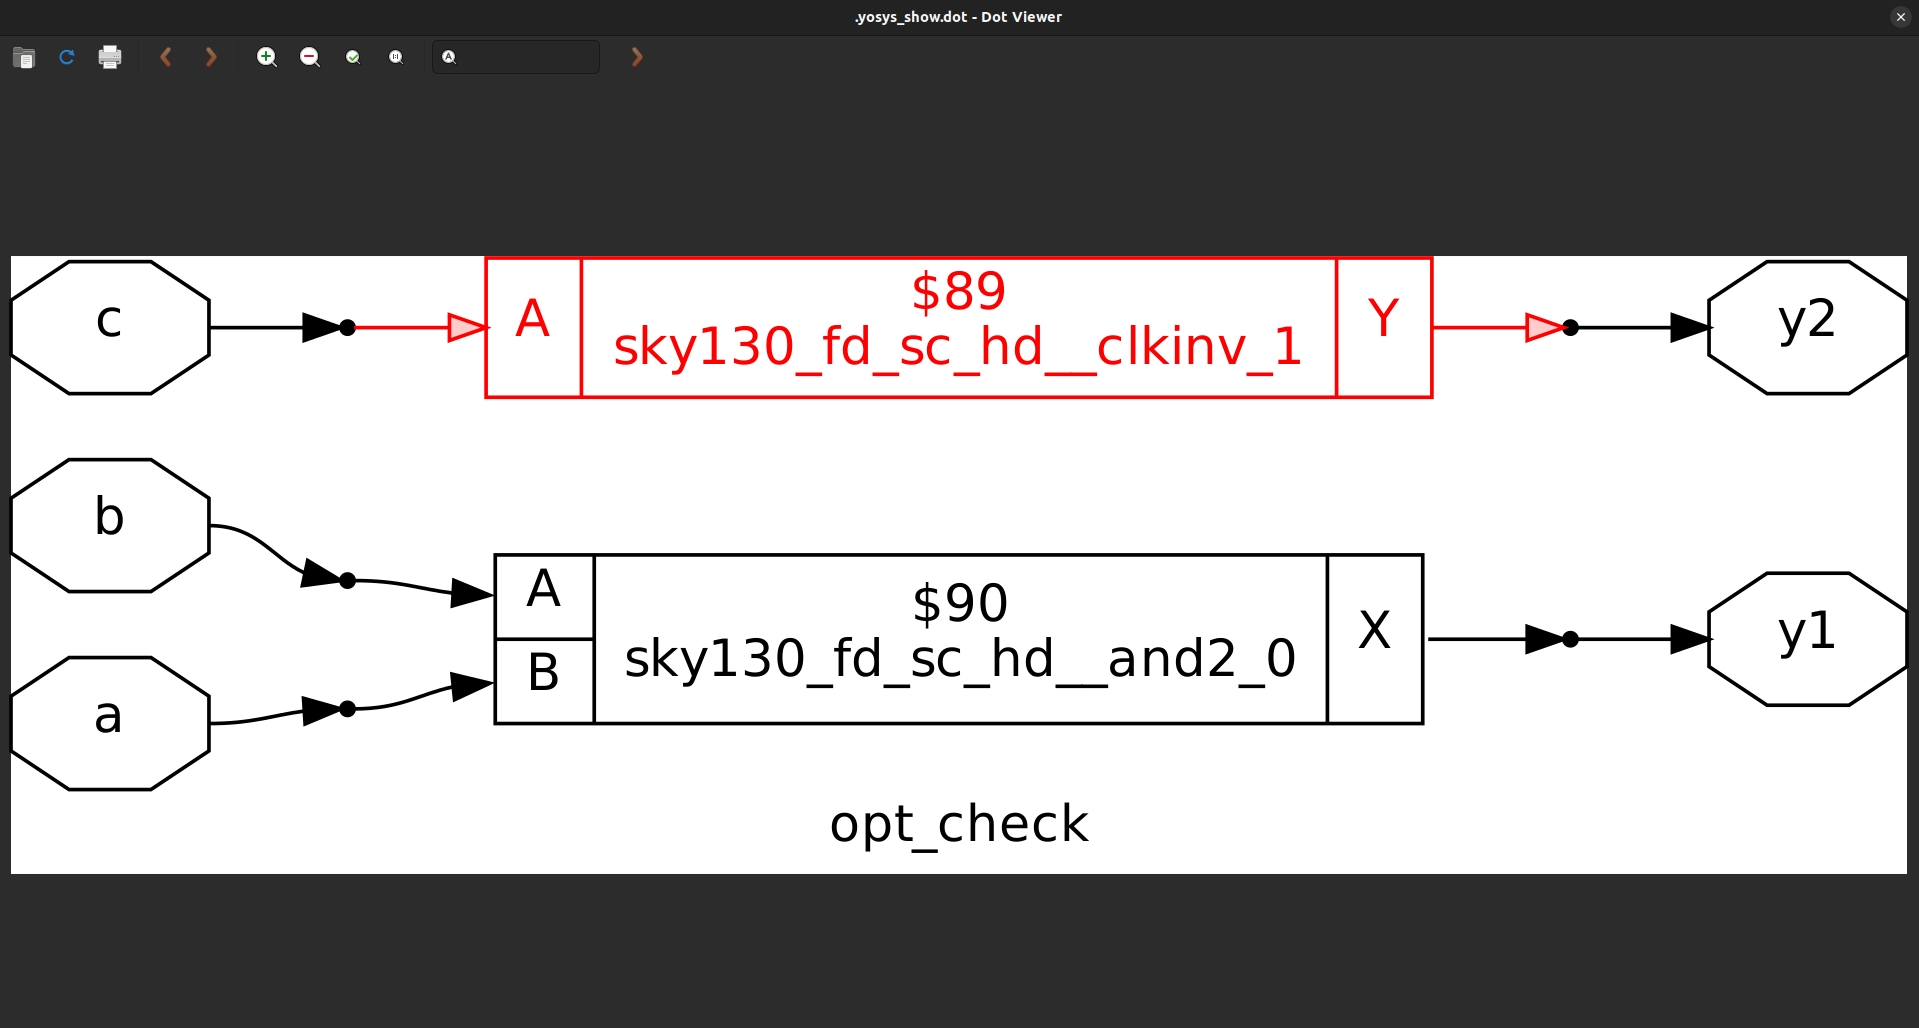 .yosys_show.dot - Dot Viewer
c
A
$89
sky130_fd_sc_hd__clkinv_1
Y
y2
b
A
B
$90
sky130_fd_sc_hd__and2_0
X
y1
a
opt_check